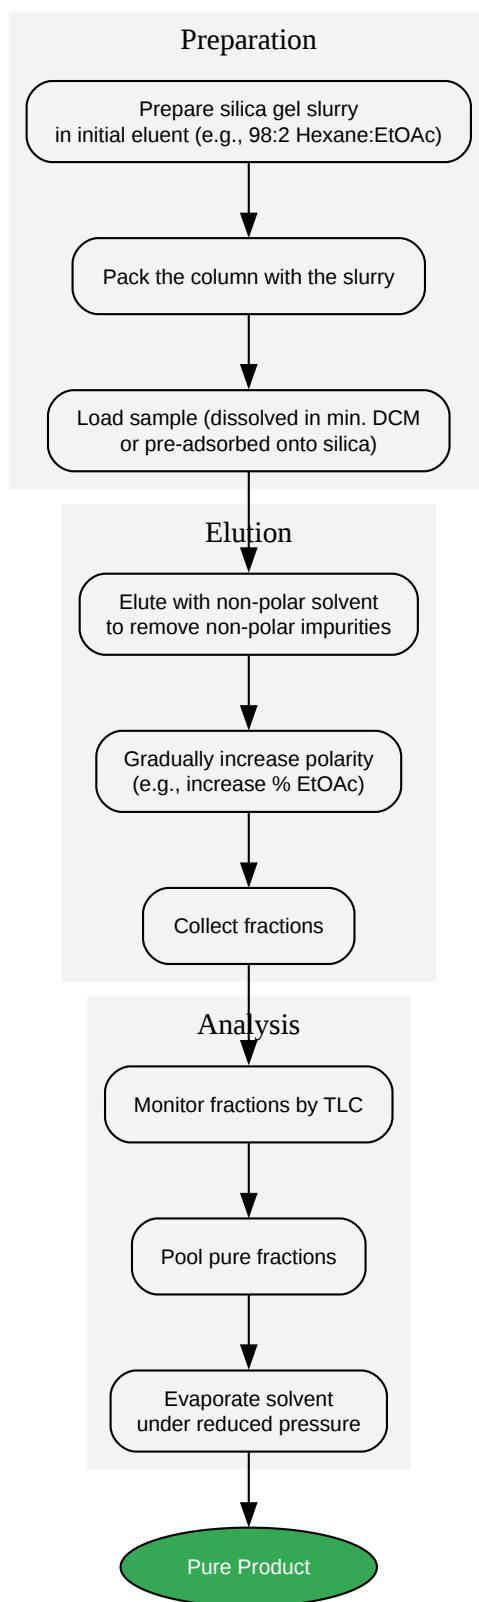 Preparation
Prepare silica gel slurry
in initial eluent (e.g., 98:2 Hexane:EtOAc)
Pack the column with the slurry
Load sample (dissolved in min. DCM
or pre-adsorbed onto silica)
Elution
Elute with non-polar solvent
to remove non-polar impurities
Gradually increase polarity
(e.g., increase % EtOAc)
Collect fractions
Analysis
Monitor fractions by TLC
Pool pure fractions
Evaporate solvent
under reduced pressure
Pure Product